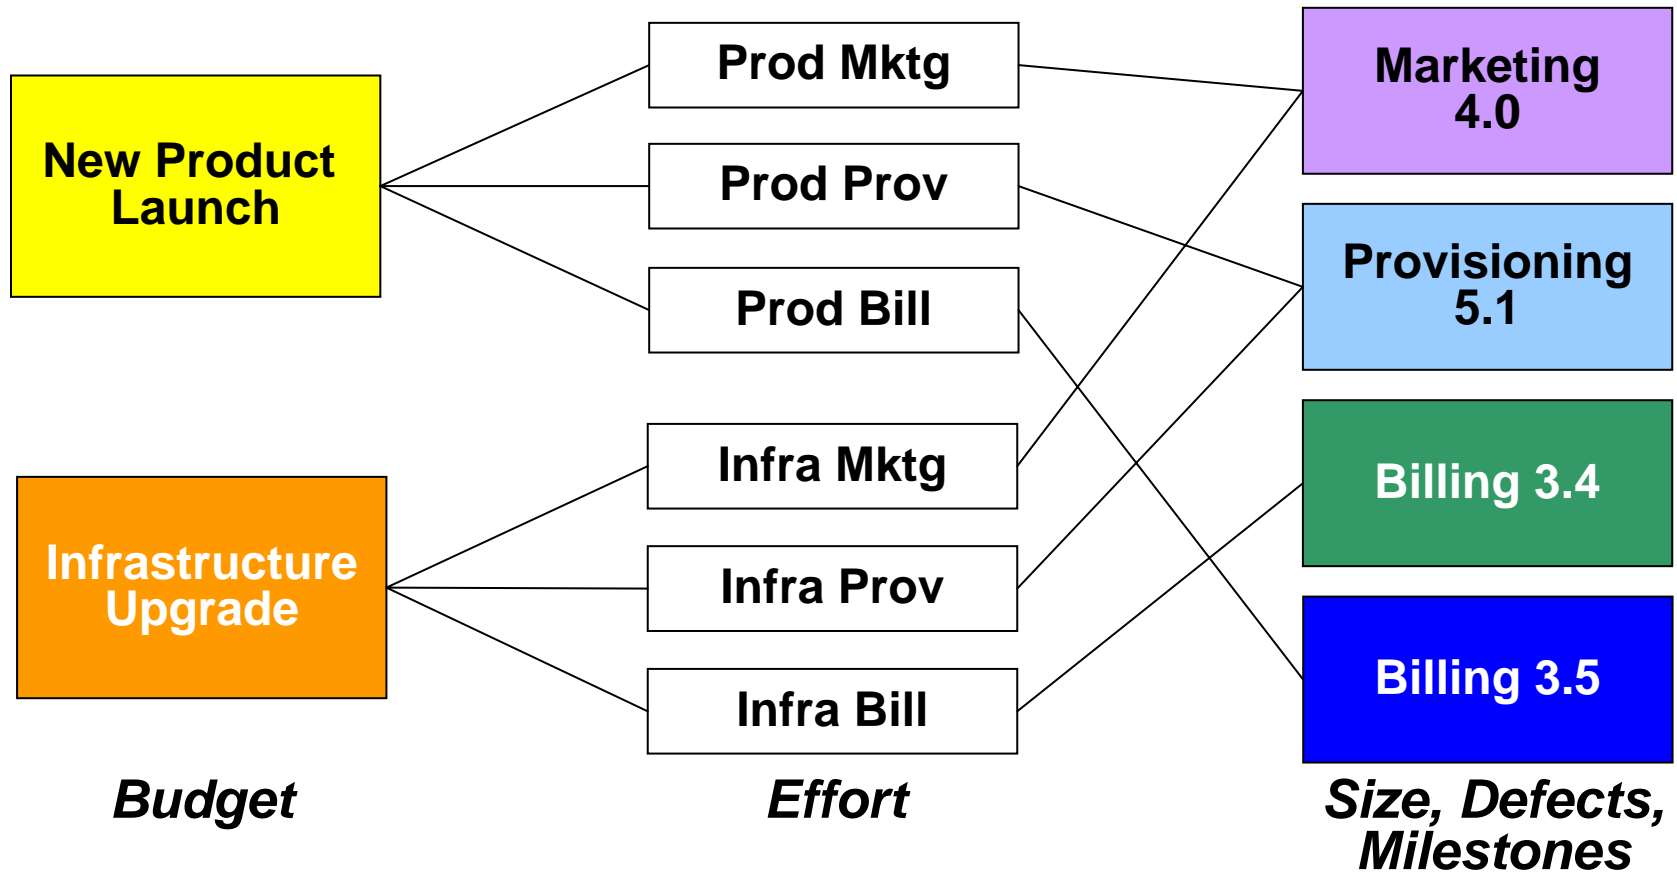 New Product
Launch
Infrastructure
Upgrade
Budget
Prod Mktg
Prod Prov
Prod Bill
Infra Mktg
Infra Prov
Infra Bill
Effort
Marketing
4.0
Provisioning
5.1
Billing 3.4
Billing 3.5
Size, Defects,
Milestones